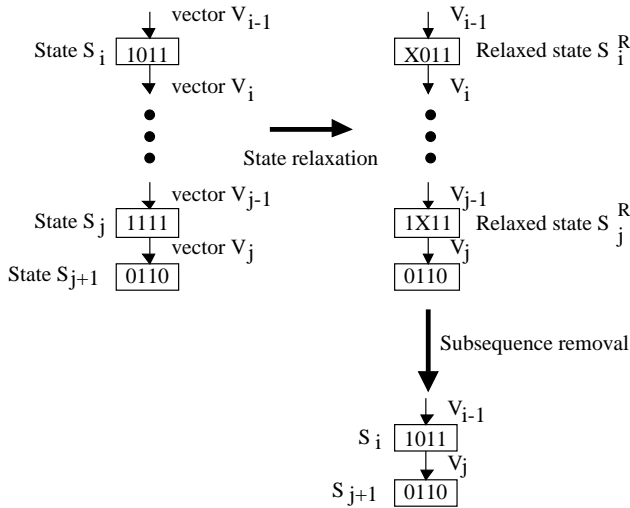 vector V i-1
State S i 1011
vector V i
vector V j-1
State S j 1111
vector V j
State S j+1 0110
State relaxation
V i-1
X011 Relaxed state S i R
V i
V j-1
1X11 Relaxed state S j R
V j
0110
Subsequence removal
V i-1
S i 1011
V j
S j+1 0110